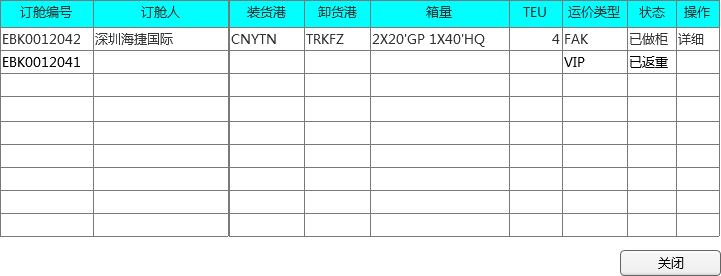 订舱编号 订舱人 装货港 卸货港 箱量 TEU 运价类型 状态 操作
EBK0012042 深圳海捷国际 CNYTN TRKFZ 2X20'GP 1X40'HQ 4 FAK 已做柜 详细
EBK0012041 VIP 已返重
关闭